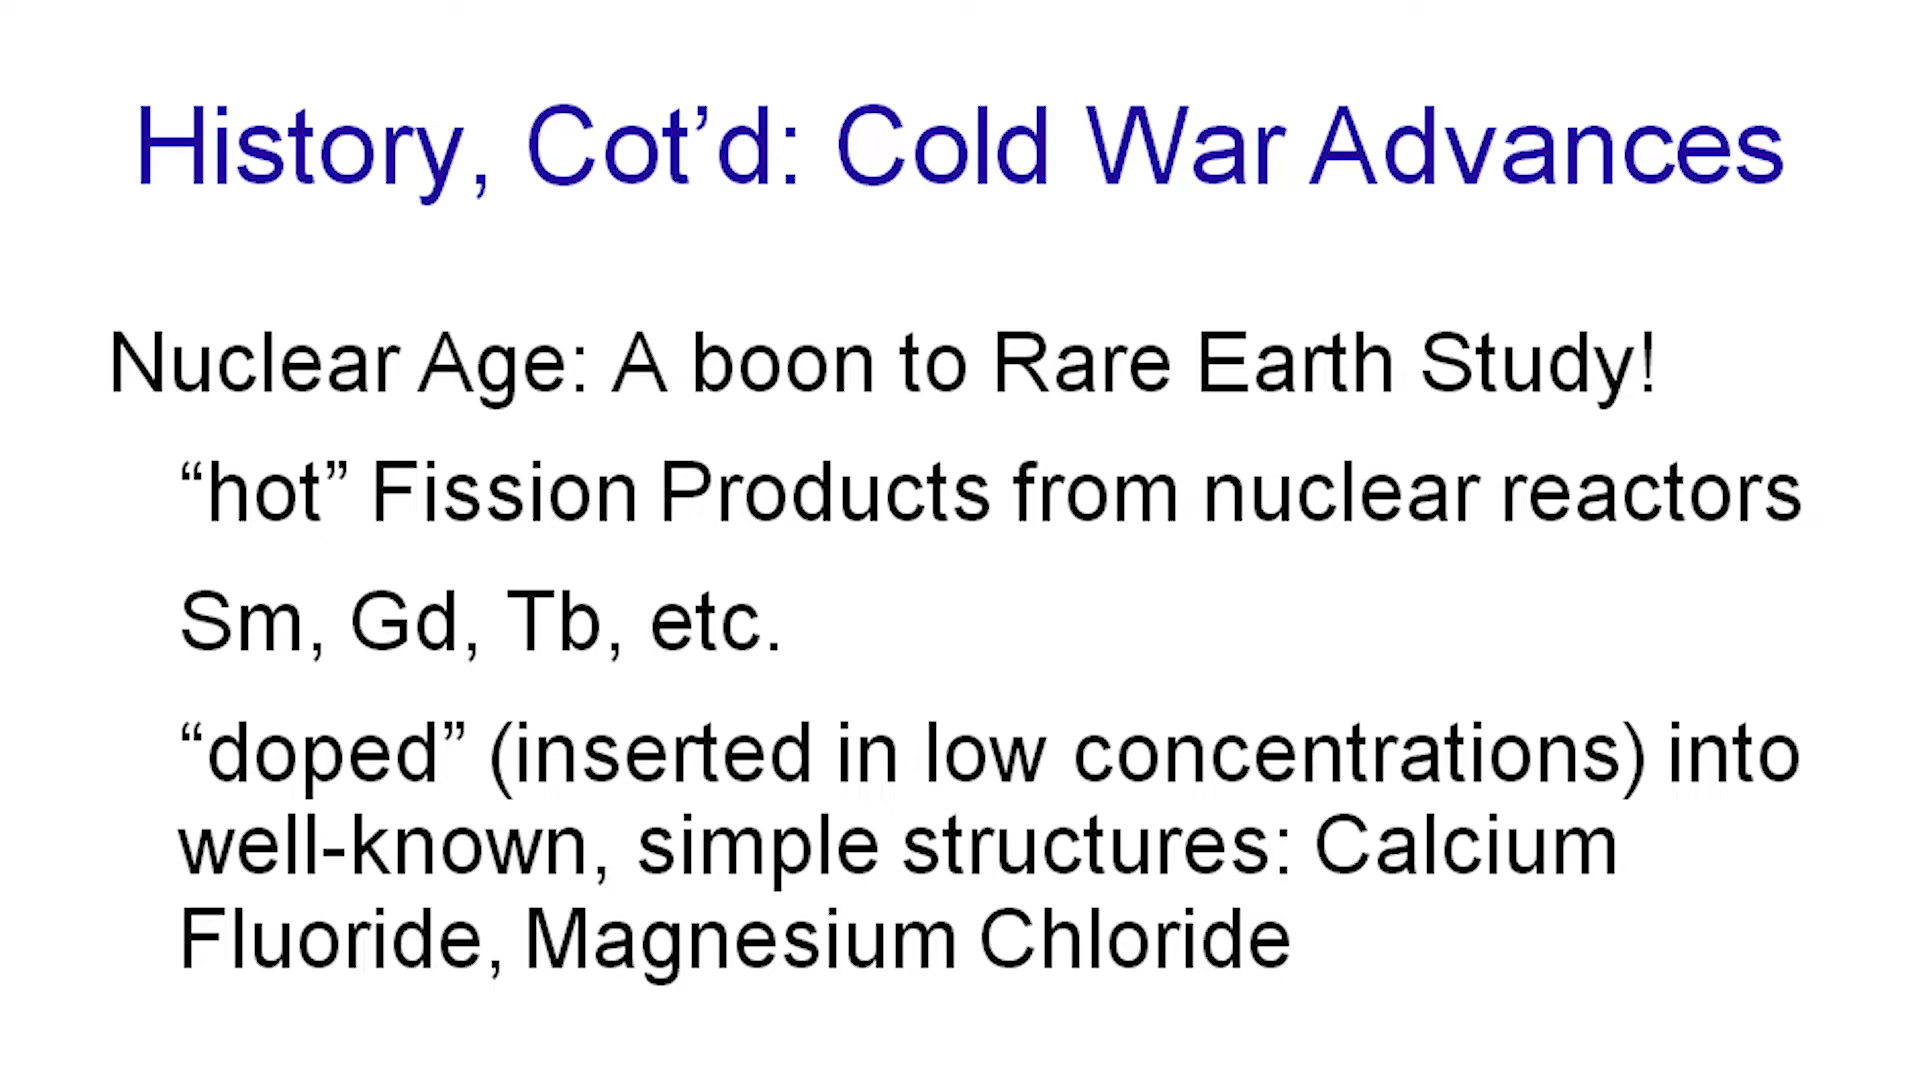 History, Cot’d: Cold War Advances
Nuclear Age: A boon to Rare Earth Study!
“hot” Fission Products from nuclear reactors
Sm, Gd, Tb, etc.
“doped” (inserted in low concentrations) into
well-known, simple structures: Calcium
Fluoride, Magnesium Chloride